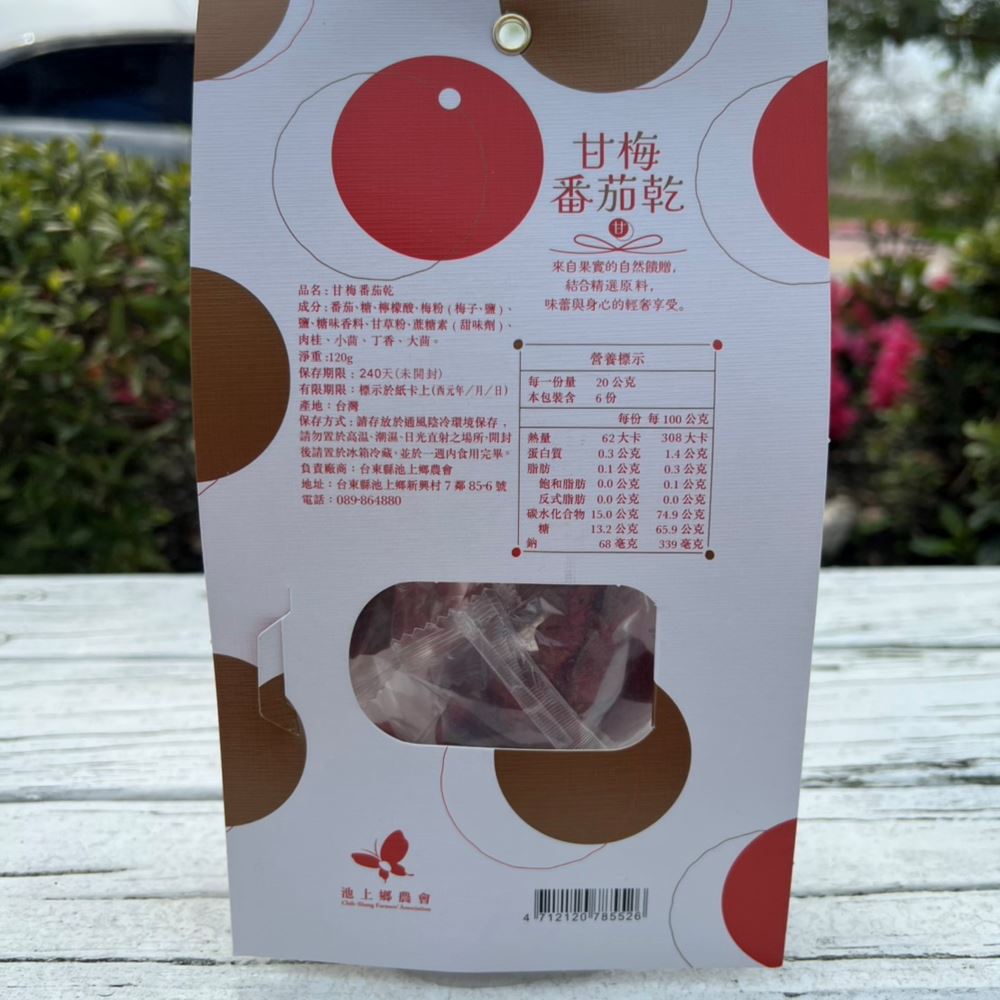 甘梅
番茄乾
甘
來自果實的自然饋贈，
結合精選原料，
味蕾與身心的輕奢享受。
品名：甘梅番茄乾
成分：番茄、糖、檸檬酸、梅粉（梅子、鹽）、
鹽、糖味香料、甘草粉、蔗糖素（甜味劑）、
肉桂、小茴、丁香、大茴。
淨重：120g
保存期限：240天（未開封）
有限期限：標示於紙卡上（西元年／月／日）
產地：台灣
保存方式：請存放於通風陰冷環境保存，
請勿置於高溫、潮濕、日光直射之場所，開封
後請置於冰箱冷藏，並於一週內食用完畢。
負責廠商：台東縣池上鄉農會
地址：台東縣池上鄉新興村7鄰85-6號
電話：089-864880
營養標示
每一份量 20公克
本包裝含 6份
每份 每100公克
熱量 62大卡 308大卡
蛋白質 0.3公克 1.4公克
脂肪 0.1公克 0.3公克
飽和脂肪 0.0公克 0.1公克
反式脂肪 0.0公克 0.0公克
碳水化合物 15.0公克 74.9公克
糖 13.2公克 65.9公克
鈉 68毫克 339毫克
池上鄉農會
Chih-Shang Farmers' Association
4 712120 785526